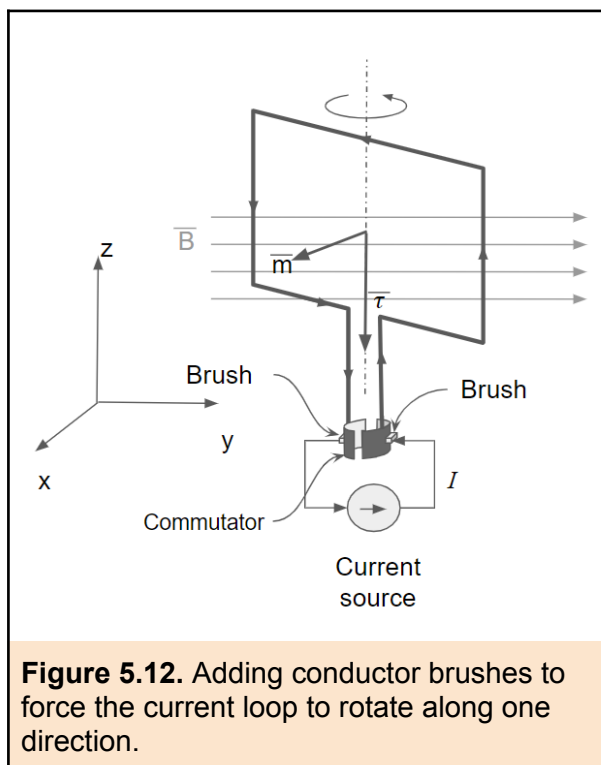 B
z
m
τ
Brush
Brush
y
x
I
Commutator
Current
source
Figure 5.12. Adding conductor brushes to
force the current loop to rotate along one
direction.